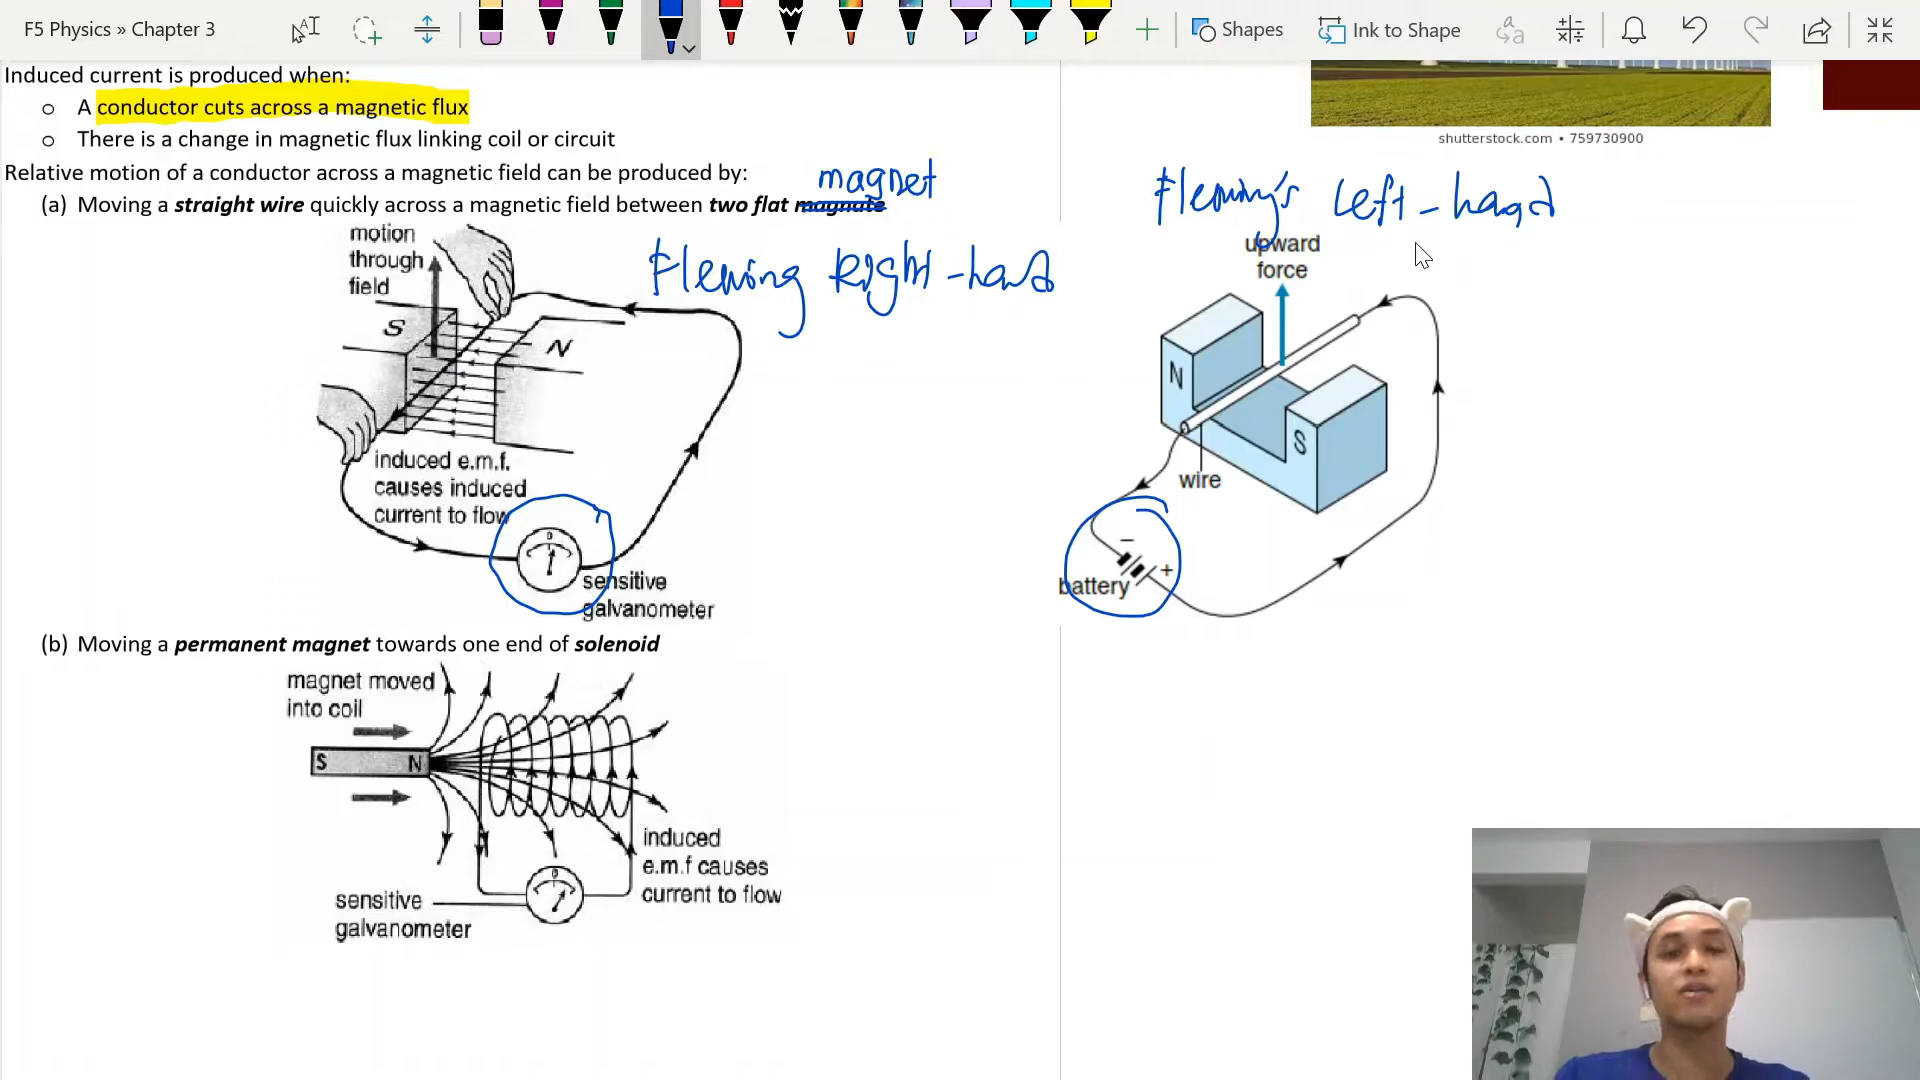 F5 Physics » Chapter 3
Shapes
Ink to Shape
Induced current is produced when:
o A conductor cuts across a magnetic flux
o There is a change in magnetic flux linking coil or circuit
shutterstock.com • 759730900
Relative motion of a conductor across a magnetic field can be produced by:
magnet
(a) Moving a straight wire quickly across a magnetic field between two flat magnate
Fleming Right-hand
motion
through
field
S
N
induced e.m.f.
causes induced
current to flow
0
sensitive
galvanometer
Fleming's Left-hand
upward
force
N
S
wire
−
+
battery
(b) Moving a permanent magnet towards one end of solenoid
magnet moved
into coil
S
N
induced
e.m.f causes
current to flow
0
sensitive
galvanometer